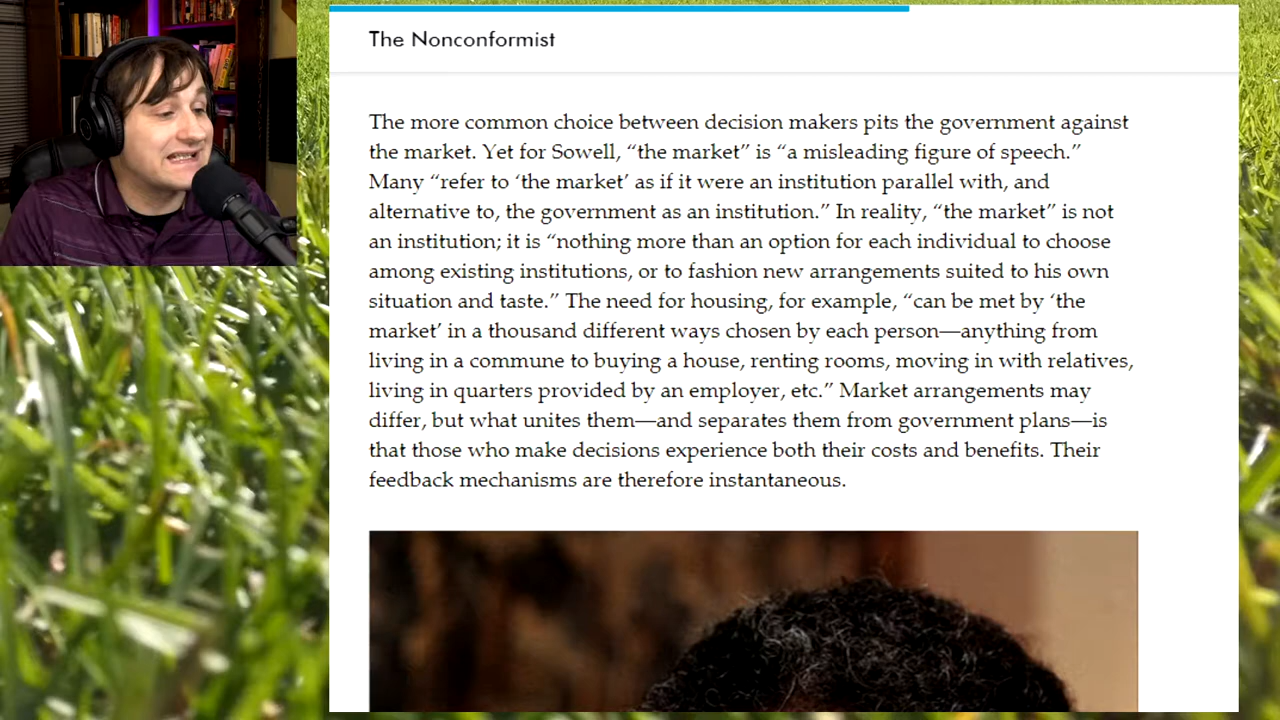 The Nonconformist
The more common choice between decision makers pits the government against
the market. Yet for Sowell, “the market” is “a misleading figure of speech.”
Many “refer to ‘the market’ as if it were an institution parallel with, and
alternative to, the government as an institution.” In reality, “the market” is not
an institution; it is “nothing more than an option for each individual to choose
among existing institutions, or to fashion new arrangements suited to his own
situation and taste.” The need for housing, for example, “can be met by ‘the
market’ in a thousand different ways chosen by each person—anything from
living in a commune to buying a house, renting rooms, moving in with relatives,
living in quarters provided by an employer, etc.” Market arrangements may
differ, but what unites them—and separates them from government plans—is
that those who make decisions experience both their costs and benefits. Their
feedback mechanisms are therefore instantaneous.